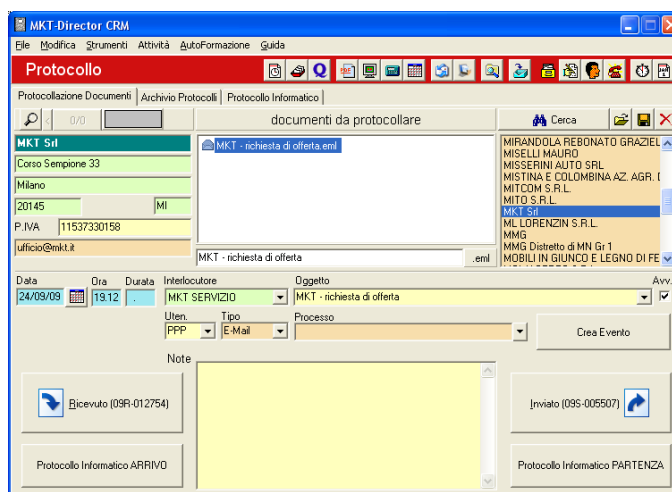 MKT-Director CRM
File Modifica Strumenti Attività AutoFormazione Guida
Protocollo
Protocollazione Documenti Archivio Protocolli Protocollo Informatico
0/0
documenti da protocollare
Cerca
MKT Srl
Corso Sempione 33
Milano
20145 MI
P.IVA 11537330158
ufficio@mkt.it
MKT - richiesta di offerta.eml
MKT - richiesta di offerta .eml
MIRANDOLA REBONATO GRAZIEL
MISELLI MAURO
MISSERINI AUTO SRL
MISTINA E COLOMBINA AZ. AGR.
MITCOM S.R.L.
MITO S.R.L.
MKT Srl
ML LORENZIN S.R.L.
MMG
MMG Distretto di MN Gr 1
MOBILI IN GIUNCO E LEGNO DI FE
Data Ora Durata Interlocutore Oggetto Avv.
24/09/09 19.12 . MKT SERVIZIO MKT - richiesta di offerta
Uten. Tipo Processo
PPP E-Mail
Crea Evento
Note
Ricevuto (09R-012754)
Inviato (09S-005507)
Protocollo Informatico ARRIVO
Protocollo Informatico PARTENZA